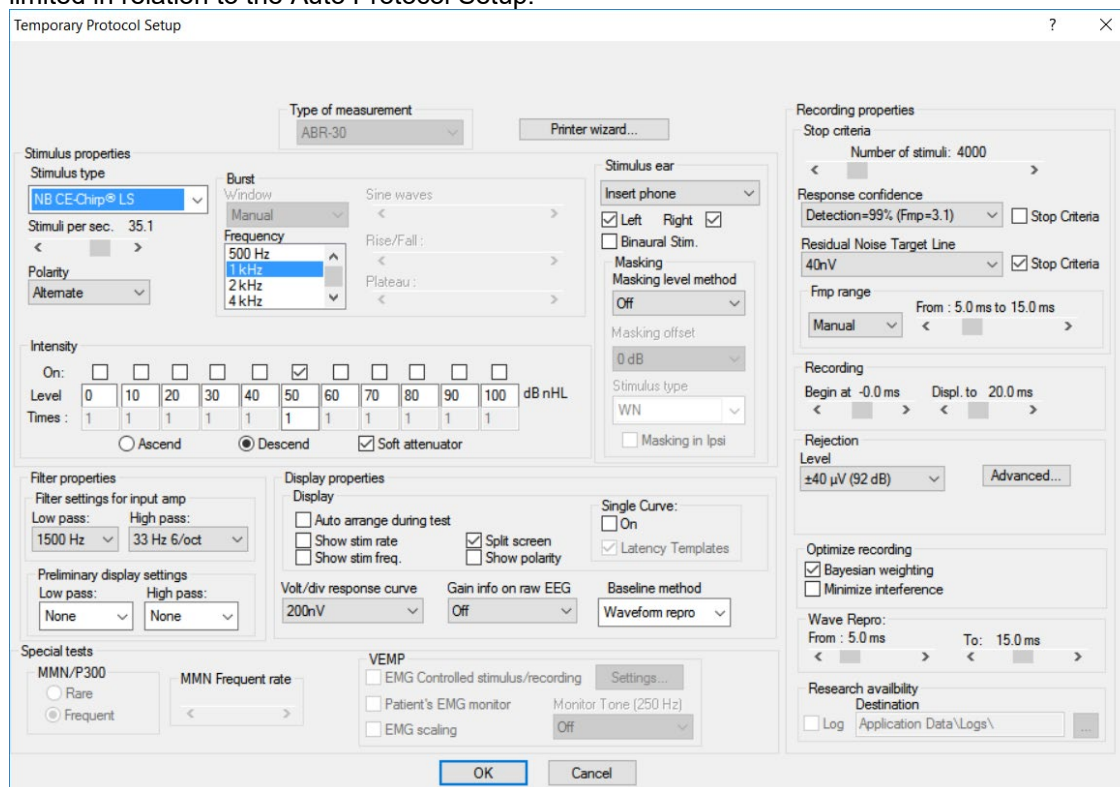 limited in relation to the Auto Protocol Setup.
Temporary Protocol Setup
?
Type of measurement
ABR-30
Printer wizard...
Stimulus properties
Stimulus type
NB CE-Chirp® LS
Stimuli per sec. 35.1
Polarity
Alternate
Burst
Window
Manual
Frequency
500 Hz
1 kHz
2 kHz
4 kHz
Sine waves
Rise/Fall :
Plateau :
Stimulus ear
Insert phone
Left Right
Binaural Stim.
Masking
Masking level method
Off
Masking offset
0 dB
Stimulus type
WN
Masking in Ipsi
Intensity
On:
Level 0 10 20 30 40 50 60 70 80 90 100 dB nHL
Times : 1 1 1 1 1 1 1 1 1 1 1
Ascend Descend Soft attenuator
Filter properties
Filter settings for input amp
Low pass: High pass:
1500 Hz 33 Hz 6/oct
Preliminary display settings
Low pass: High pass:
None None
Display properties
Display
Auto arrange during test
Show stim rate Split screen
Show stim freq. Show polarity
Single Curve:
On
Latency Templates
Volt/div response curve Gain info on raw EEG Baseline method
200nV Off Waveform repro
Special tests
MMN/P300
Rare
Frequent
MMN Frequent rate
VEMP
EMG Controlled stimulus/recording Settings...
Patient's EMG monitor Monitor Tone (250 Hz)
EMG scaling Off
Recording properties
Stop criteria
Number of stimuli: 4000
Response confidence
Detection=99% (Fmp=3.1) Stop Criteria
Residual Noise Target Line
40nV Stop Criteria
Fmp range
From : 5.0 ms to 15.0 ms
Manual
Recording
Begin at -0.0 ms Displ. to 20.0 ms
Rejection
Level
±40 µV (92 dB) Advanced...
Optimize recording
Bayesian weighting
Minimize interference
Wave Repro:
From : 5.0 ms To: 15.0 ms
Research availbility
Destination
Log Application Data\Logs\ ...
OK Cancel